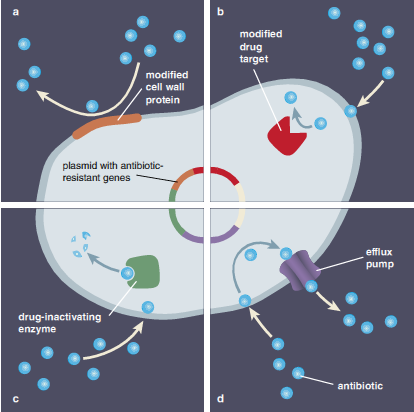 a
modified
cell wall
protein
plasmid with antibiotic-
resistant genes
b
modified
drug
target
drug-inactivating
enzyme
c
efflux
pump
antibiotic
d